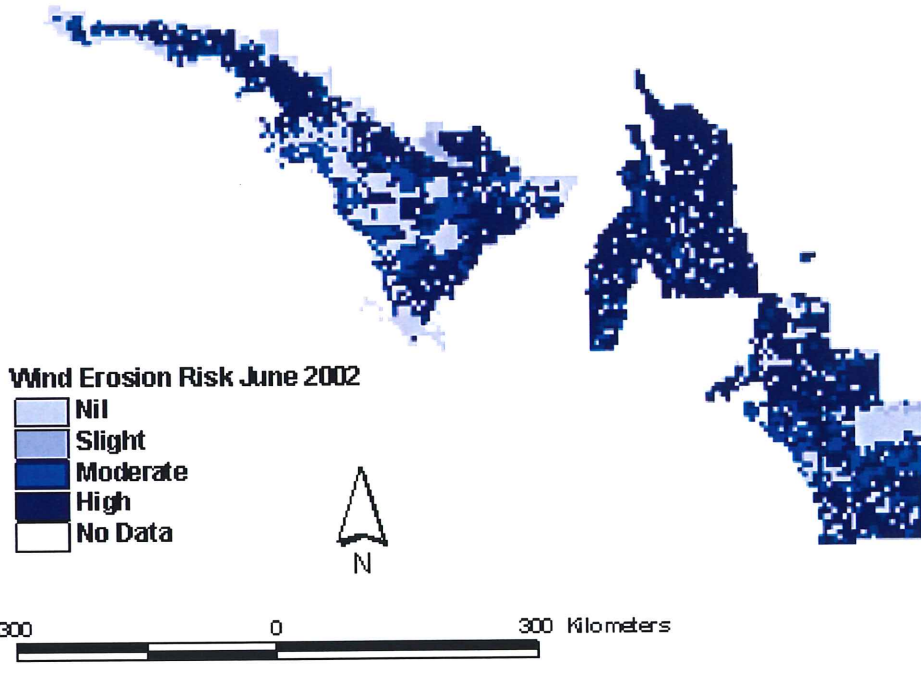 Wind Erosion Risk June 2002
Nil
Slight
Moderate
High
No Data
N
300 0 300 Kilometers